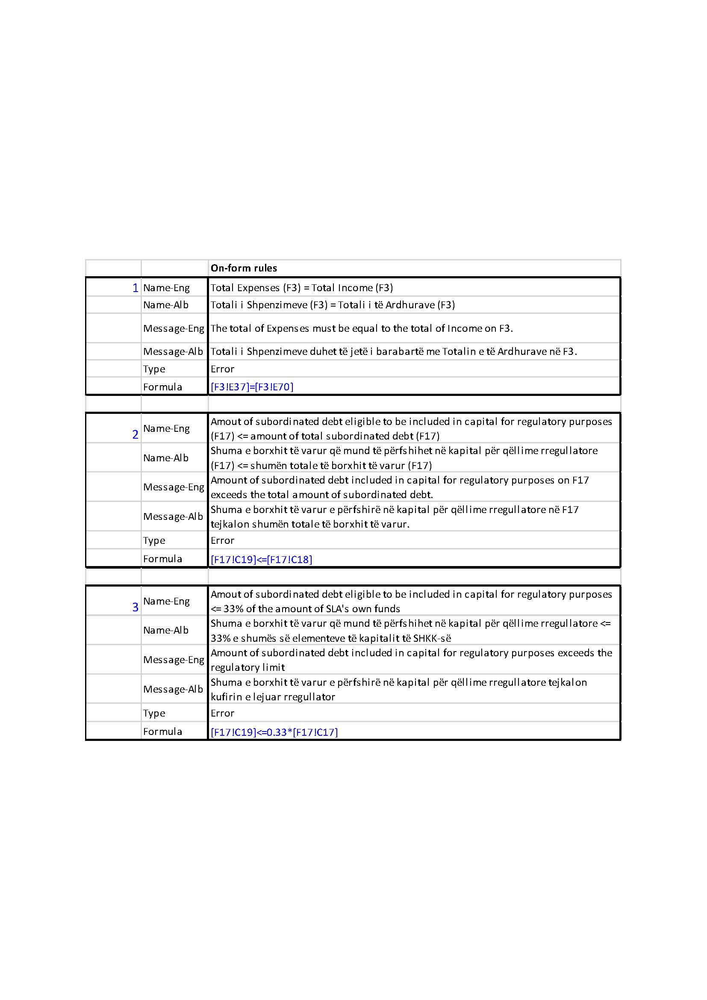 On-form rules
1 Name-Eng Total Expenses (F3) = Total Income (F3)
Name-Alb Totali i Shpenzimeve (F3) = Totali i të Ardhurave (F3)
Message-Eng The total of Expenses must be equal to the total of Income on F3.
Message-Alb Totali i Shpenzimeve duhet të jetë i barabartë me Totalin e të Ardhurave në F3.
Type Error
Formula [F3!E37]=[F3!E70]
2 Name-Eng Amout of subordinated debt eligible to be included in capital for regulatory purposes
(F17) <= amount of total subordinated debt (F17)
Name-Alb Shuma e borxhit të varur që mund të përfshihet në kapital për qëllime rregullatore
(F17) <= shumën totale të borxhit të varur (F17)
Message-Eng Amount of subordinated debt included in capital for regulatory purposes on F17
exceeds the total amount of subordinated debt.
Message-Alb Shuma e borxhit të varur e përfshirë në kapital për qëllime rregullatore në F17
tejkalon shumën totale të borxhit të varur.
Type Error
Formula [F17!C19]<=[F17!C18]
3 Name-Eng Amout of subordinated debt eligible to be included in capital for regulatory purposes
<= 33% of the amount of SLA's own funds
Name-Alb Shuma e borxhit të varur që mund të përfshihet në kapital për qëllime rregullatore <=
33% e shumës së elementeve të kapitalit të SHKK-së
Message-Eng Amount of subordinated debt included in capital for regulatory purposes exceeds the
regulatory limit
Message-Alb Shuma e borxhit të varur e përfshirë në kapital për qëllime rregullatore tejkalon
kufirin e lejuar rregullator
Type Error
Formula [F17!C19]<=0.33*[F17!C17]